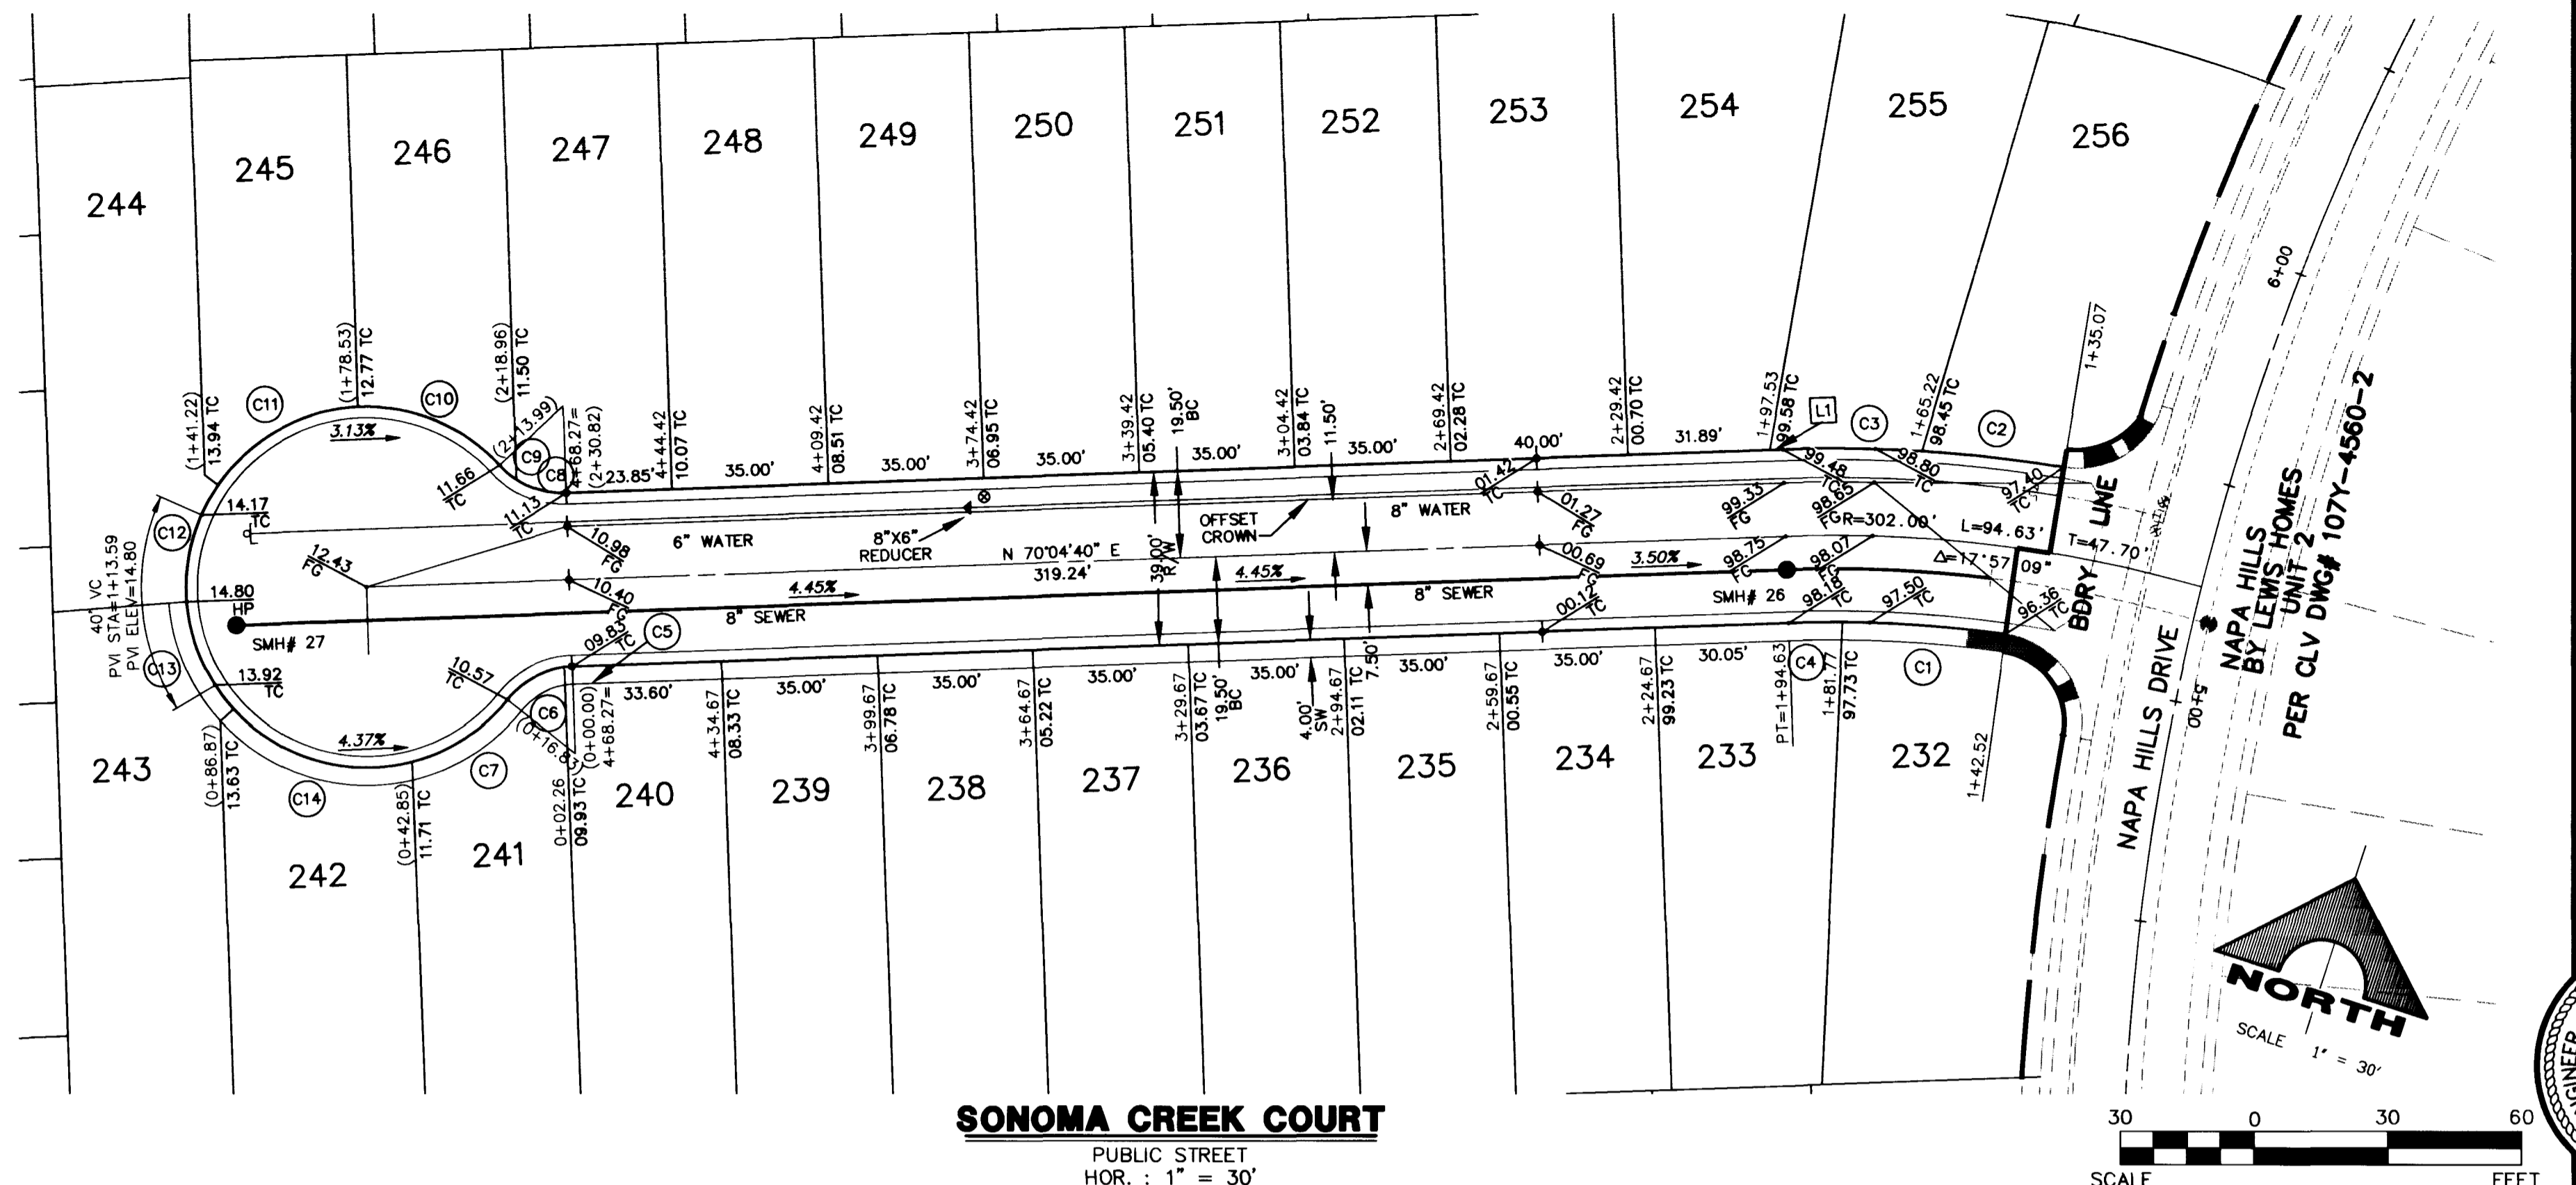 244
245
246
247
248
249
250
251
252
253
254
255
256
(1+41.22)
13.94 TC
C11
(1+78.53)
12.77 TC
C10
(2+18.96)
11.50 TC
(2+13.99)
C9
C8
4+68.27=
(2+30.82)
23.85'
4+44.42
10.07 TC
35.00'
4+09.42
08.51 TC
35.00'
3+74.42
06.95 TC
35.00'
3+39.42
05.40 TC
19.50'
BC
35.00'
3+04.42
03.84 TC
11.50'
35.00'
2+69.42
02.28 TC
40.00'
2+29.42
00.70 TC
31.89'
1+97.53
99.58 TC
L1
C3
1+65.22
98.45 TC
C2
1+35.07
3.13%
11.66
TC
11.13
TC
14.17
TC
C12
40' VC
PVI STA=1+13.59
PVI ELEV=14.80
12.43
FG
10.98
FG
10.40
FG
6" WATER
8"X6"
REDUCER
OFFSET
CROWN
8" WATER
01.42
TC
01.27
FG
00.69
FG
00.12
TC
N 70°04'40" E
319.24'
39.00'
R/W
4.45%
4.45%
3.50%
99.48
TC
98.80
TC
97.40
TC
99.33
FG
98.65
FG
R=302.00'
L=94.63'
T=47.70'
Δ=17°57'09"
98.75
FG
98.07
FG
98.18
TC
97.50
TC
96.36
TC
BDRY LINE
14.80
HP
SMH# 27
8" SEWER
8" SEWER
SMH# 26
C13
13.92
TC
4.37%
10.57
TC
09.83
TC
C5
C6
C7
(0+16.83)
(0+00.00)
4+68.27=
33.60'
4+34.67
08.33 TC
35.00'
3+99.67
06.78 TC
35.00'
3+64.67
05.22 TC
35.00'
3+29.67
03.67 TC
19.50'
BC
35.00'
4.00'
SW
2+94.67
02.11 TC
7.50'
35.00'
2+59.67
00.55 TC
35.00'
2+24.67
99.23 TC
30.05'
PT=1+94.63
C4
1+81.77
97.73 TC
C1
1+42.52
(0+86.87)
13.63 TC
C14
(0+42.85)
11.71 TC
0+02.26
09.93 TC
243
242
241
240
239
238
237
236
235
234
233
232
6+00
5+00
NAPA HILLS DRIVE
NAPA HILLS
BY LEWIS HOMES
UNIT 2
PER CLV DWG# 107Y-4560-2
NORTH
SCALE 1" = 30'
SONOMA CREEK COURT
PUBLIC STREET
HOR. : 1" = 30'
30 0 30 60
SCALE FEET